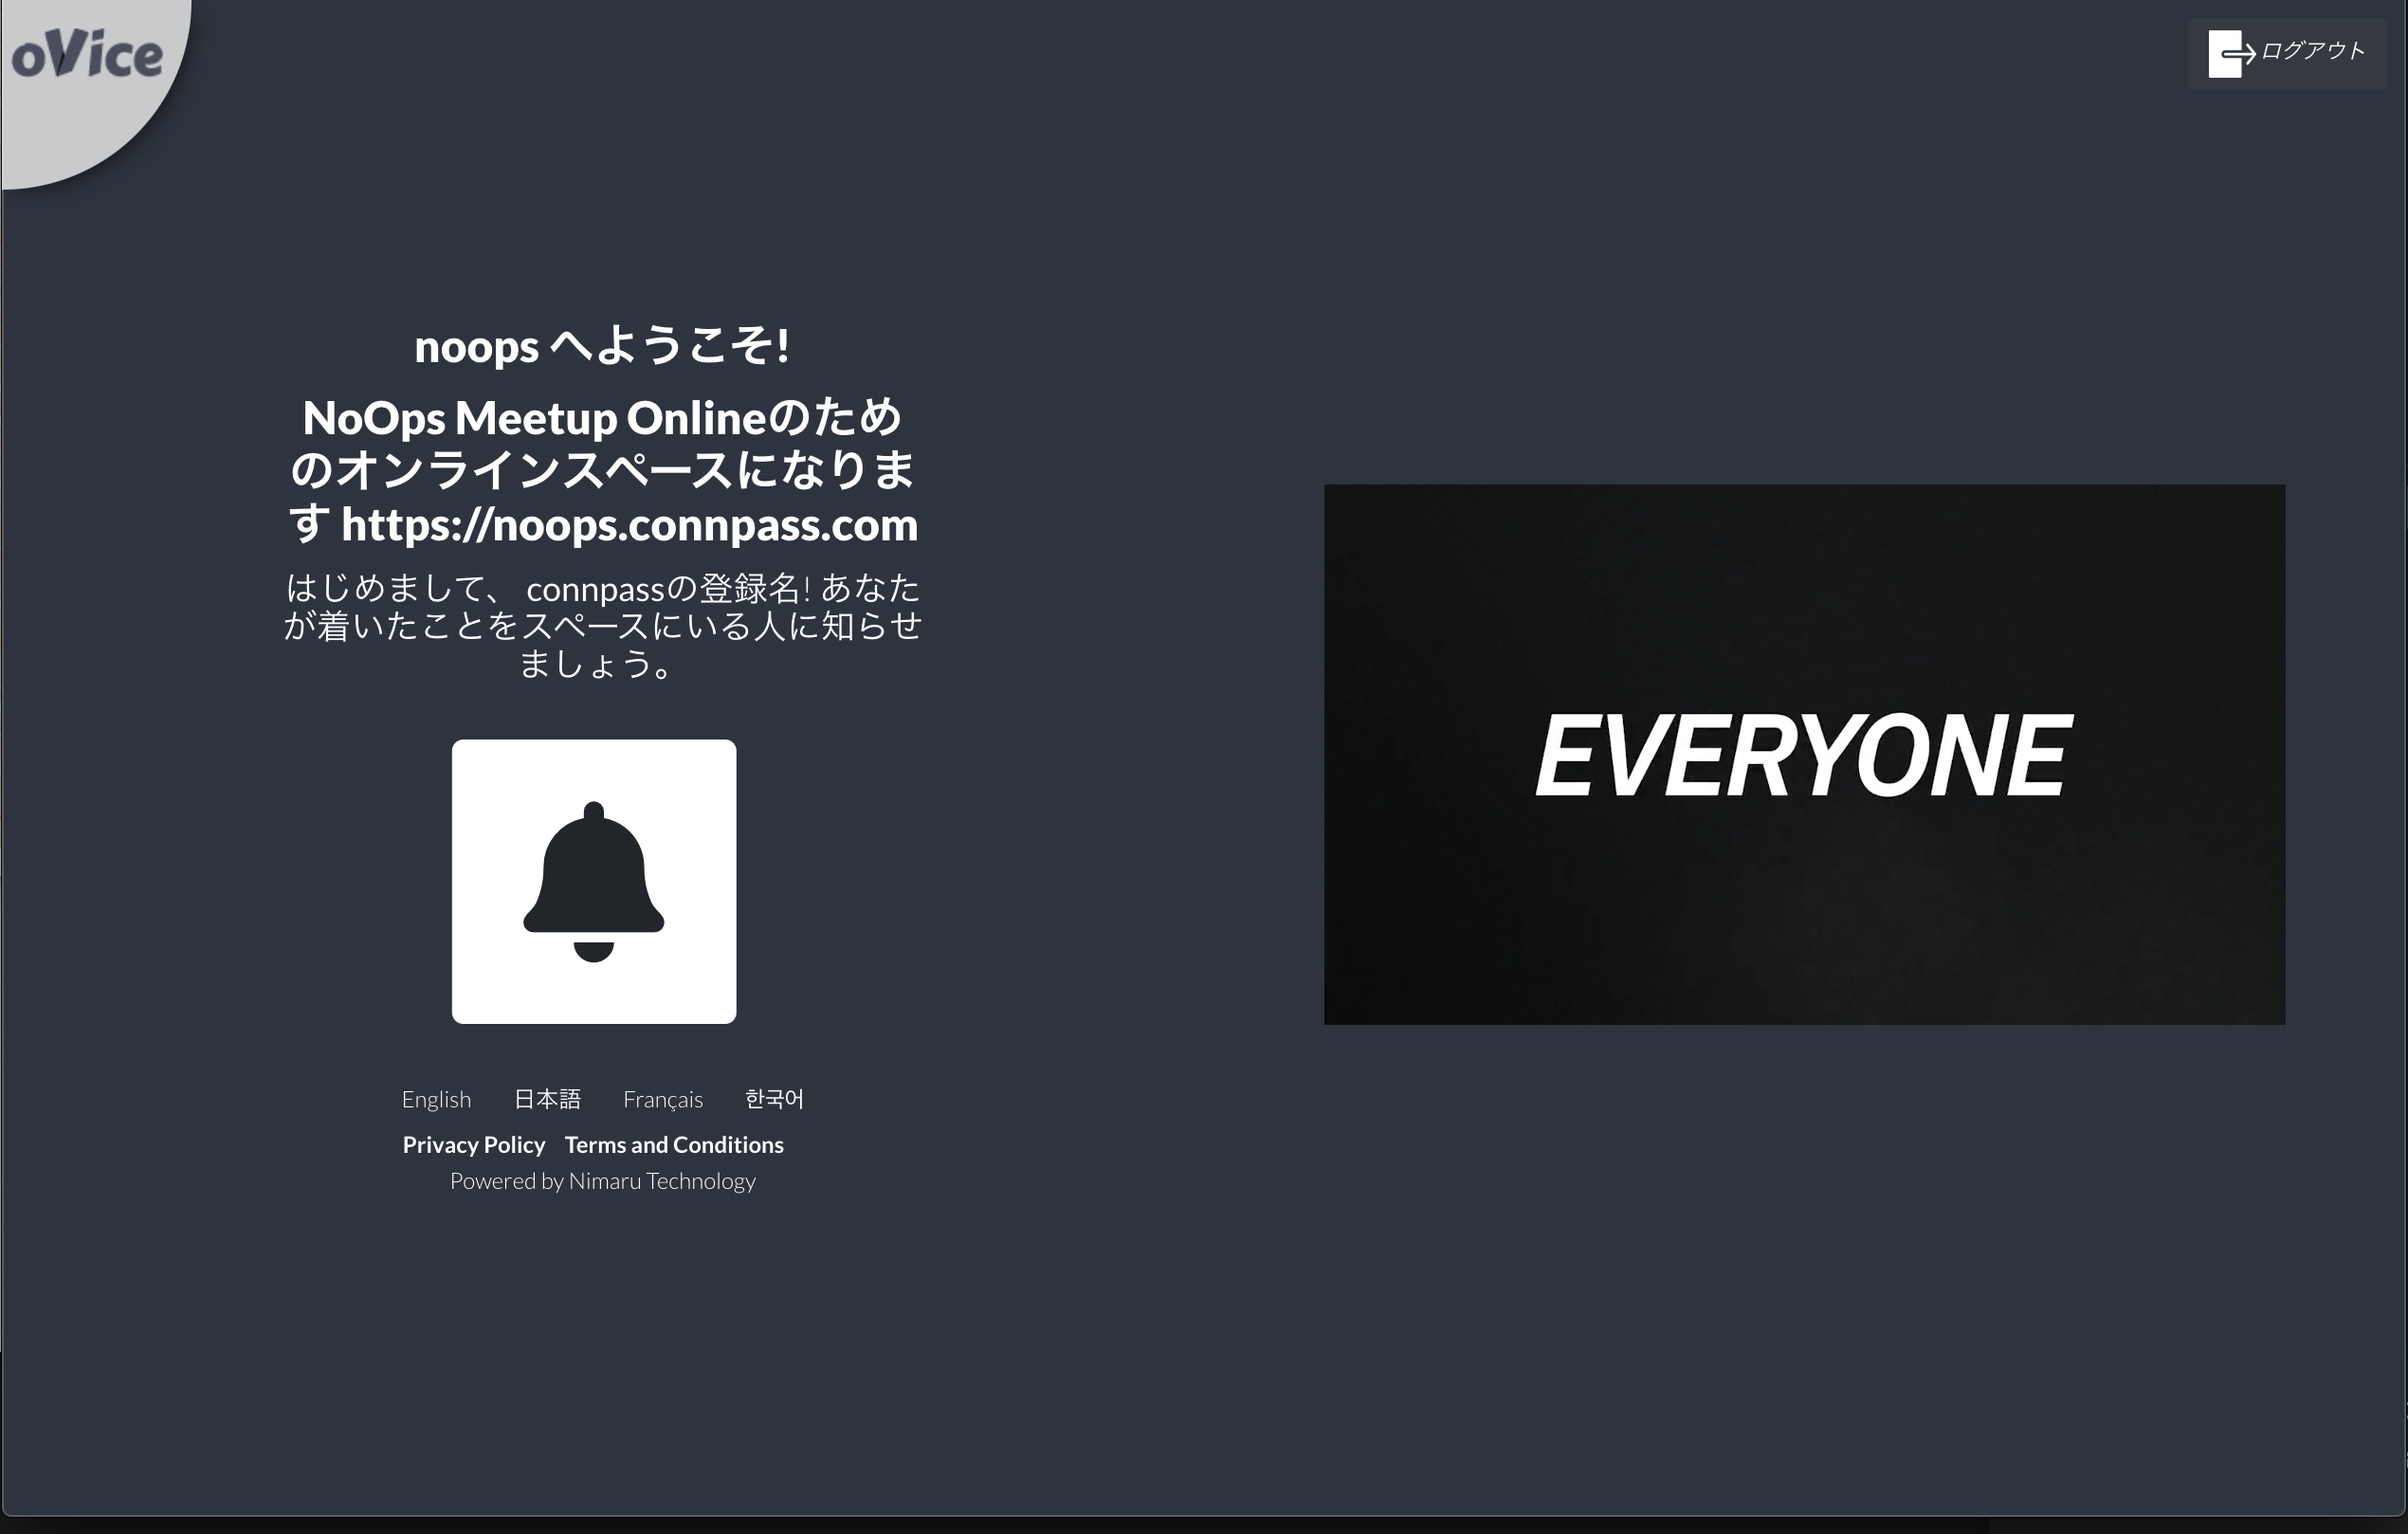 oVice
ログアウト
noops へようこそ!
NoOps Meetup Onlineのため
のオンラインスペースになりま
す https://noops.connpass.com
はじめまして、 connpassの登録名! あなた
が着いたことをスペースにいる人に知らせ
ましょう。
EVERYONE
English 日本語 Français 한국어
Privacy Policy Terms and Conditions
Powered by Nimaru Technology